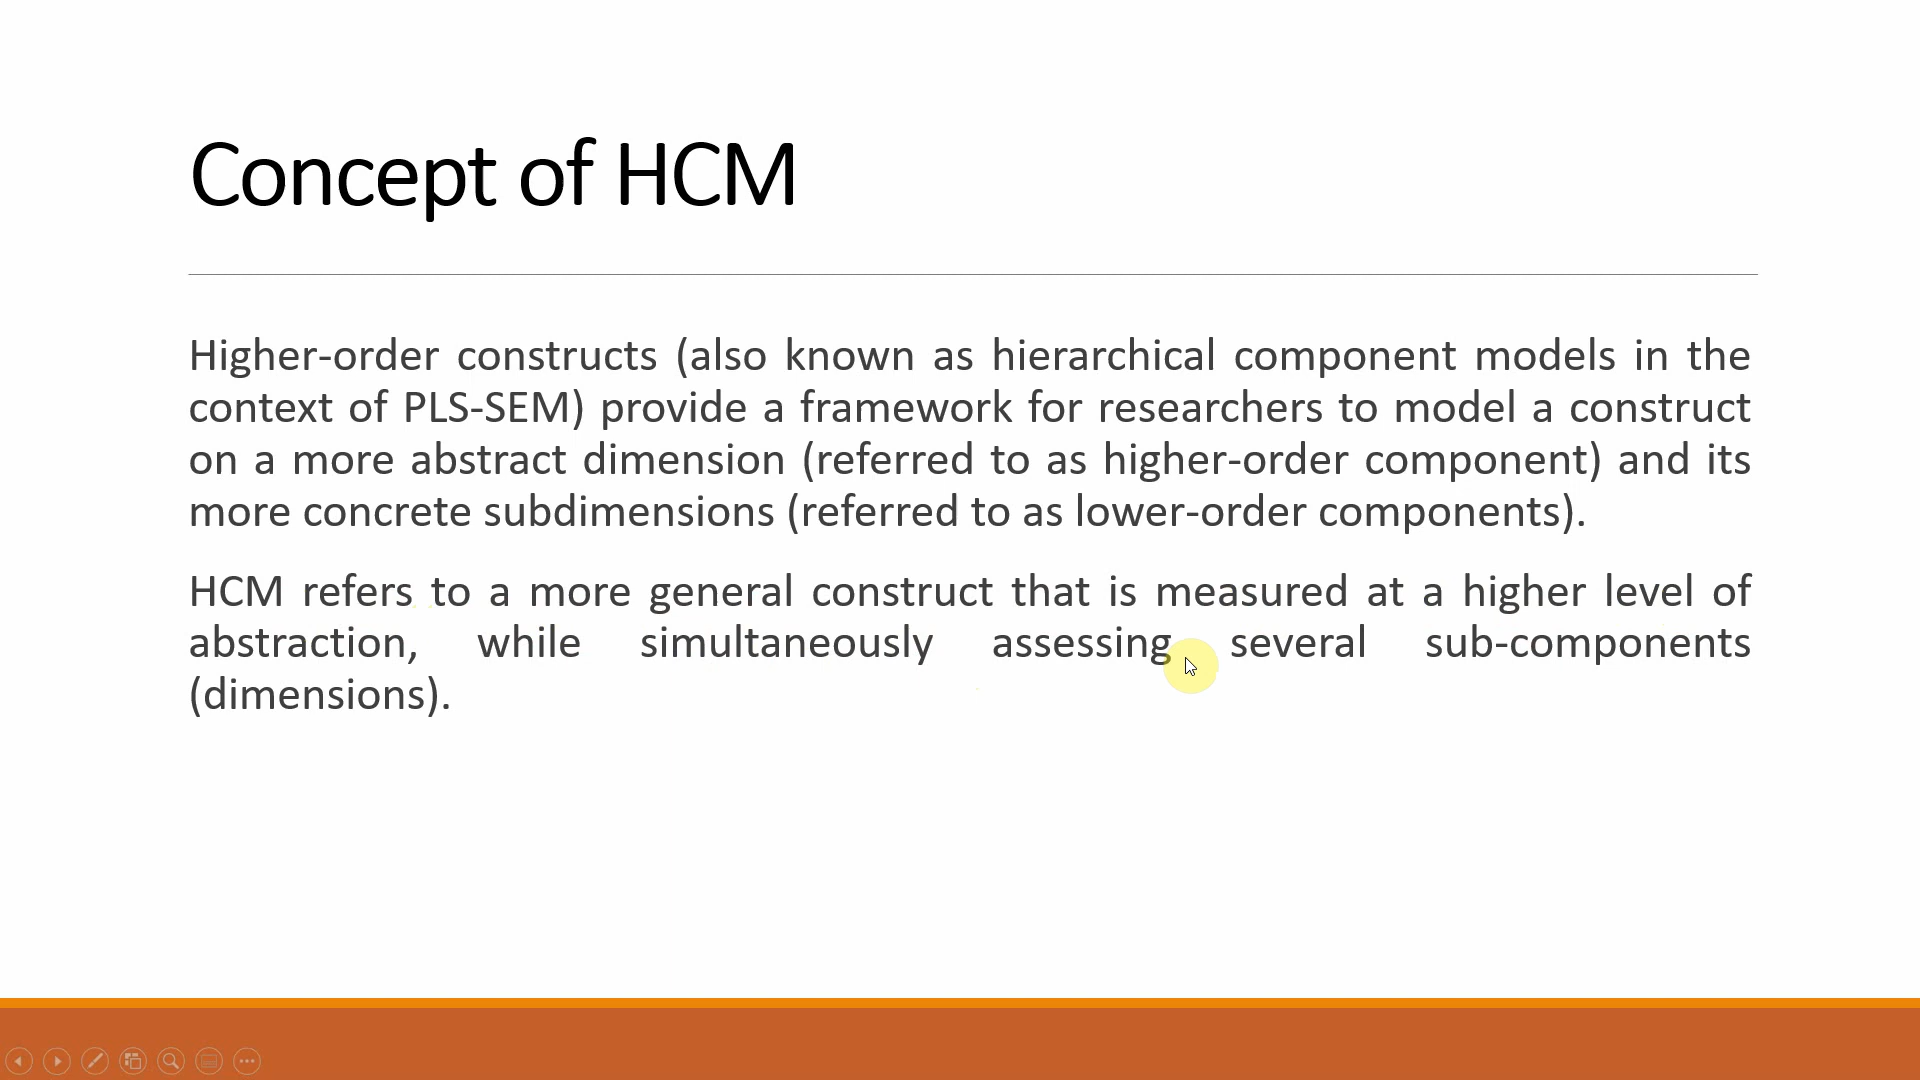 Concept of HCM
Higher-order constructs (also known as hierarchical component models in the
context of PLS-SEM) provide a framework for researchers to model a construct
on a more abstract dimension (referred to as higher-order component) and its
more concrete subdimensions (referred to as lower-order components).
HCM refers to a more general construct that is measured at a higher level of
abstraction, while simultaneously assessing several sub-components
(dimensions).